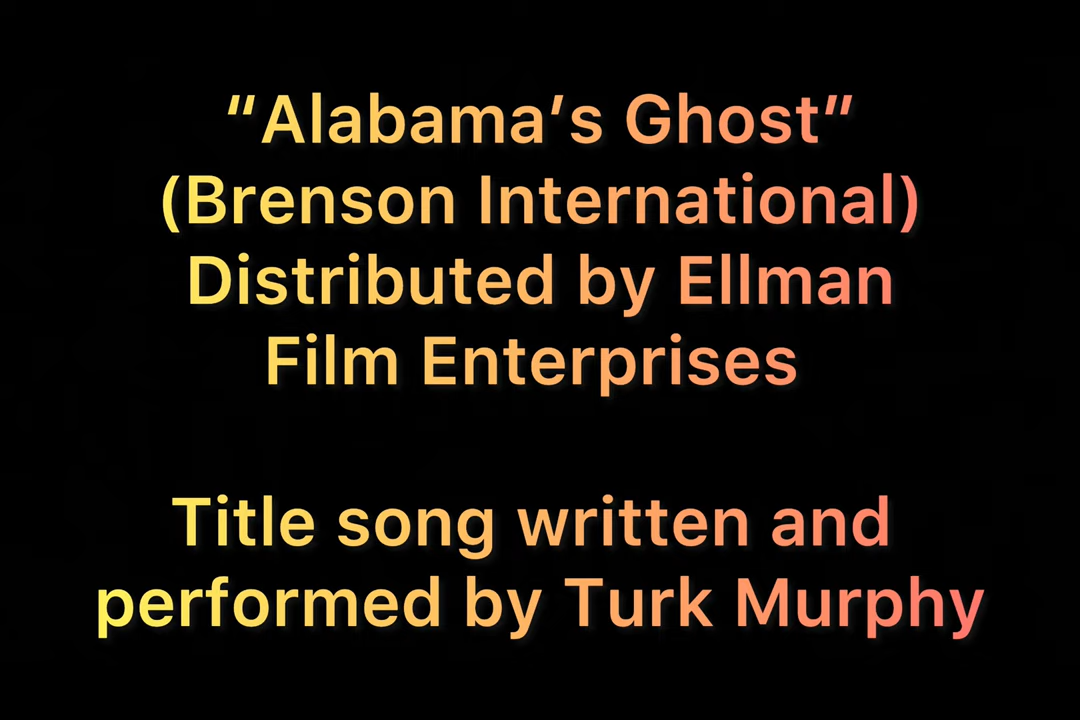 “Alabama’s Ghost”
(Brenson International)
Distributed by Ellman
Film Enterprises
Title song written and
performed by Turk Murphy